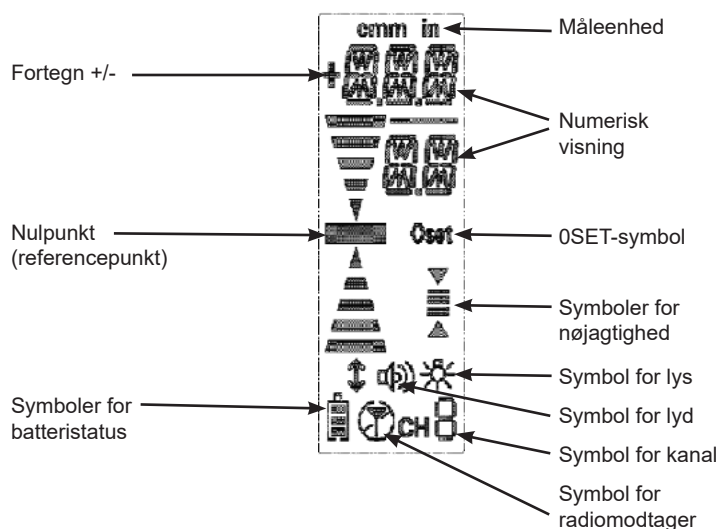 cmm in
Måleenhed
Fortegn +/-
+
Numerisk
visning
Nulpunkt
(referencepunkt)
0set
0SET-symbol
Symboler for
nøjagtighed
Symbol for lys
Symboler for
batteristatus
Symbol for lyd
CH
Symbol for kanal
Symbol for
radiomodtager